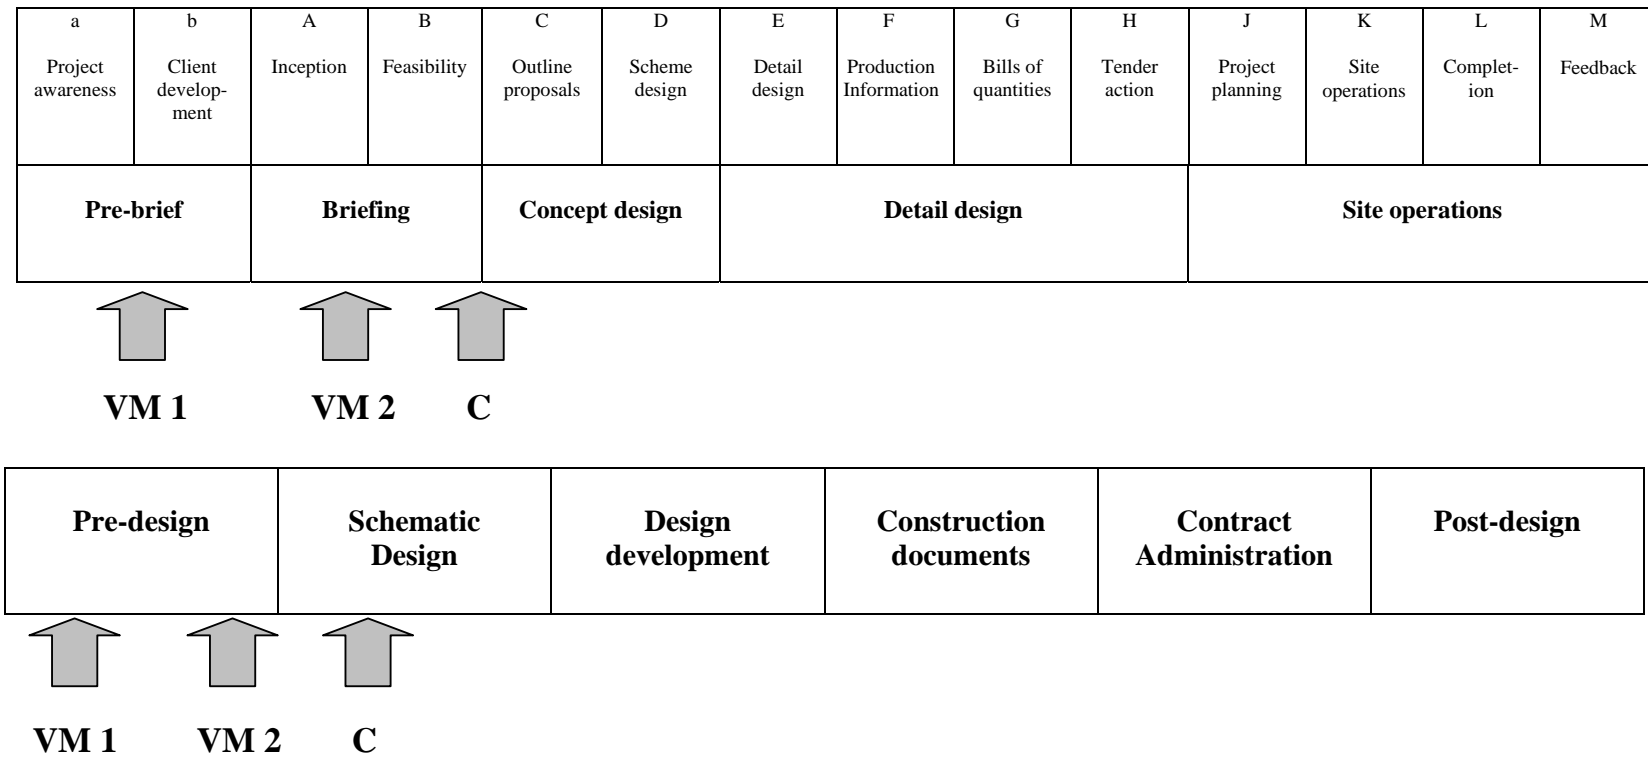 a b A B C D E F G H J K L M
Project Client Inception Feasibility Outline Scheme Detail Production Bills of Tender Project Site Complet- Feedback
awareness develop- proposals design design Information quantities action planning operations ion
ment
Pre-brief Briefing Concept design Detail design Site operations
VM 1 VM 2 C
Pre-design Schematic Design Construction Contract Post-design
Design development documents Administration
VM 1 VM 2 C